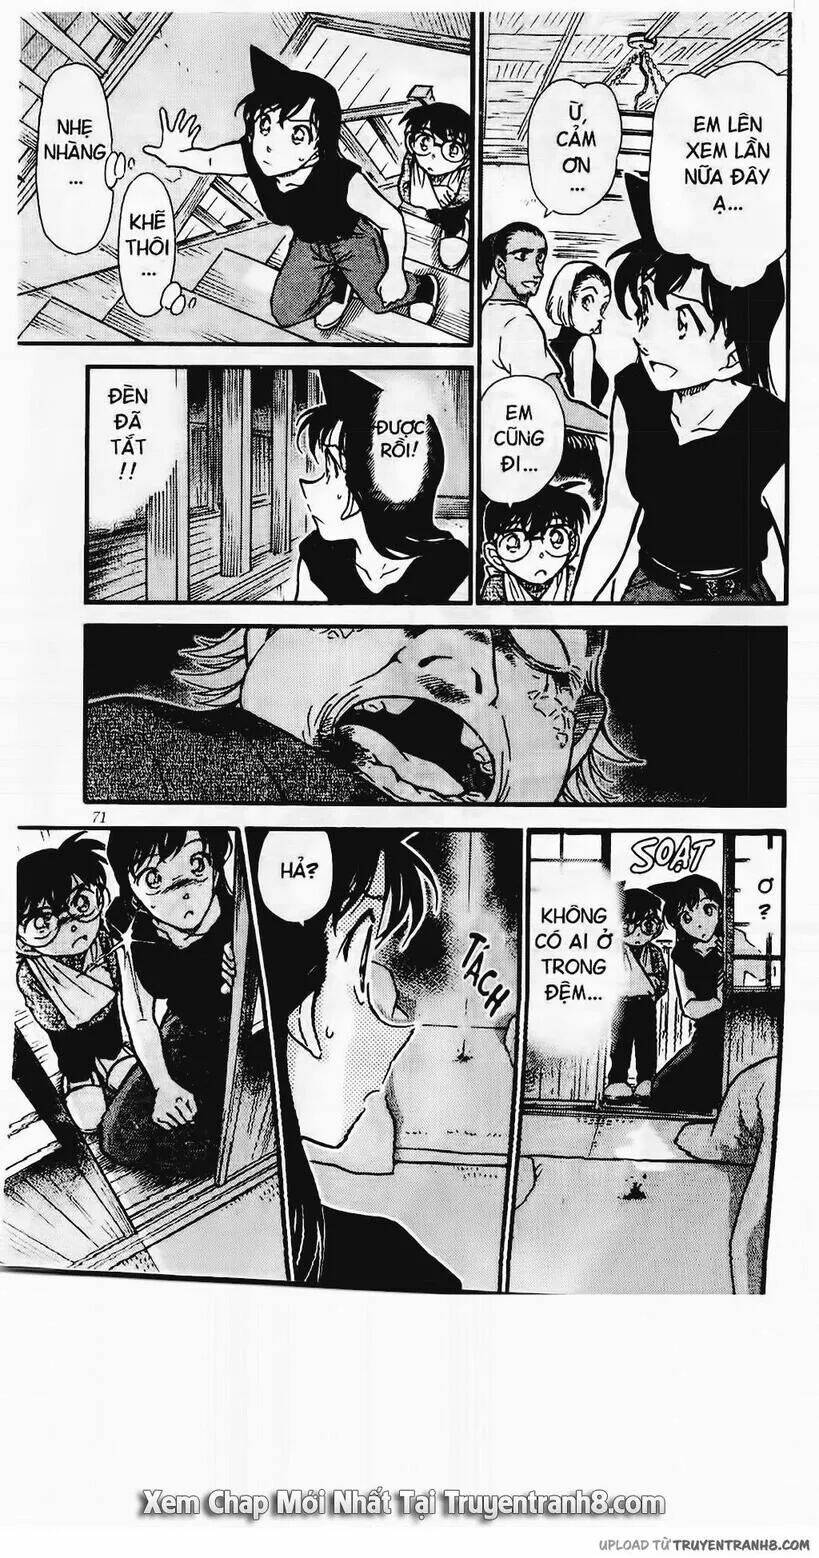 EM LÊN
XEM LẦN
NỮA ĐÂY
Ạ...
Ừ,
CẢM
ƠN
...
EM
CŨNG
ĐI...
NHẸ
NHÀNG
...
KHẼ
THÔI
...
ĐƯỢC
RỒI!
ĐÈN
ĐÃ
TẮT
!!
71
SOẠT
Ơ?
KHÔNG
CÓ AI Ở
TRONG
ĐỆM...
TÁCH
HẢ?
Xem Chap Mới Nhất Tại Truyentranh8.com
UPLOAD TỪ TRUYENTRANH8.COM